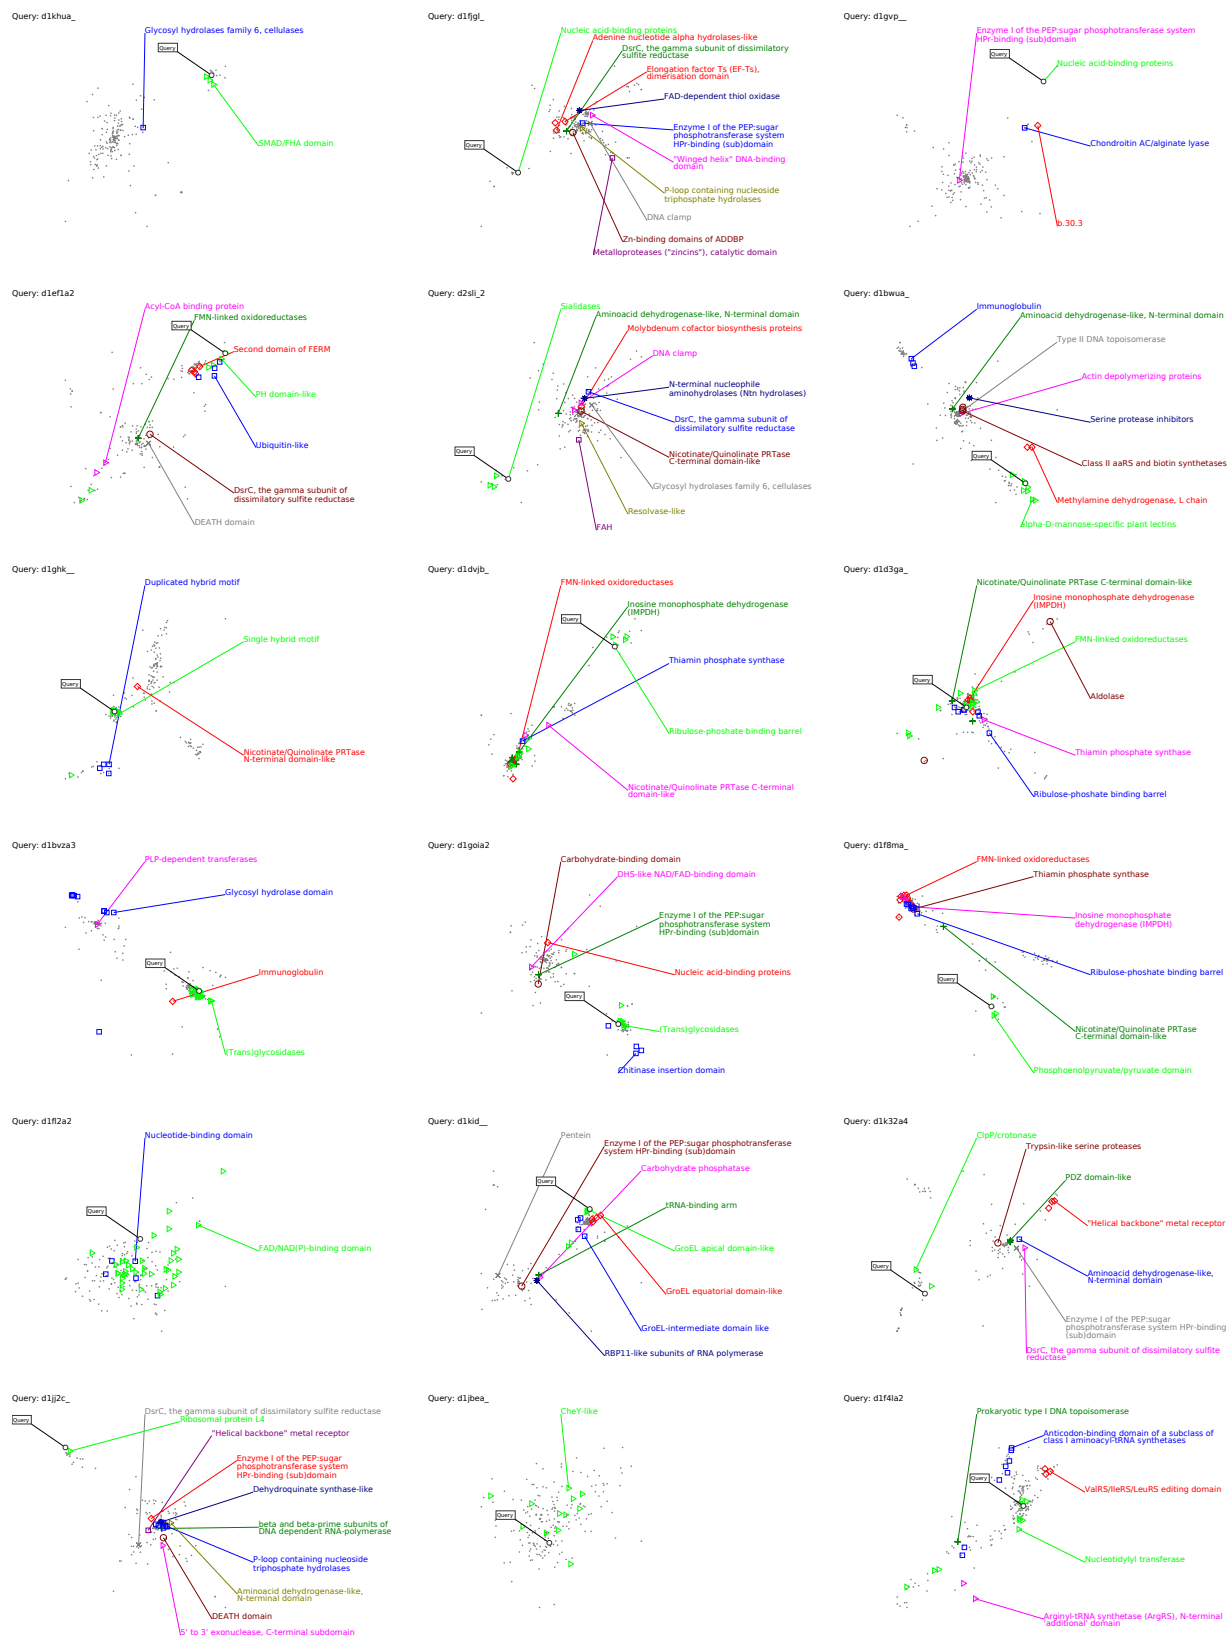 Query: d1khua_
Glycosyl hydrolases family 6, cellulases
Query
SMAD/FHA domain
Query: d1fjgl_
Nucleic acid-binding proteins
Adenine nucleotide alpha hydrolases-like
DsrC, the gamma subunit of dissimilatory
sulfite reductase
Elongation factor Ts (EF-Ts),
dimerisation domain
FAD-dependent thiol oxidase
Enzyme I of the PEP:sugar
phosphotransferase system
HPr-binding (sub)domain
Query
"Winged helix" DNA-binding
domain
P-loop containing nucleoside
triphosphate hydrolases
DNA clamp
Zn-binding domains of ADDBP
Metalloproteases ("zincins"), catalytic domain
Query: d1gvp__
Enzyme I of the PEP:sugar phosphotransferase system
HPr-binding (sub)domain
Query
Nucleic acid-binding proteins
Chondroitin AC/alginate lyase
b.30.3
Query: d1ef1a2
Acyl-CoA binding protein
FMN-linked oxidoreductases
Query
Second domain of FERM
PH domain-like
Ubiquitin-like
DsrC, the gamma subunit of
dissimilatory sulfite reductase
DEATH domain
Query: d2sli_2
Sialidases
Aminoacid dehydrogenase-like, N-terminal domain
Molybdenum cofactor biosynthesis proteins
DNA clamp
N-terminal nucleophile
aminohydrolases (Ntn hydrolases)
DsrC, the gamma subunit of
dissimilatory sulfite reductase
Query
Nicotinate/Quinolinate PRTase
C-terminal domain-like
Glycosyl hydrolases family 6, cellulases
Resolvase-like
FAH
Query: d1bwua_
Immunoglobulin
Aminoacid dehydrogenase-like, N-terminal domain
Type II DNA topoisomerase
Actin depolymerizing proteins
Serine protease inhibitors
Query
Class II aaRS and biotin synthetases
Methylamine dehydrogenase, L chain
alpha-D-mannose-specific plant lectins
Query: d1ghk__
Duplicated hybrid motif
Single hybrid motif
Query
Nicotinate/Quinolinate PRTase
N-terminal domain-like
Query: d1dvjb_
FMN-linked oxidoreductases
Inosine monophosphate dehydrogenase
(IMPDH)
Query
Thiamin phosphate synthase
Ribulose-phoshate binding barrel
Nicotinate/Quinolinate PRTase C-terminal
domain-like
Query: d1d3ga_
Nicotinate/Quinolinate PRTase C-terminal domain-like
Inosine monophosphate dehydrogenase
(IMPDH)
FMN-linked oxidoreductases
Query
Aldolase
Thiamin phosphate synthase
Ribulose-phoshate binding barrel
Query: d1bvza3
PLP-dependent transferases
Glycosyl hydrolase domain
Query
Immunoglobulin
(Trans)glycosidases
Query: d1goia2
Carbohydrate-binding domain
DHS-like NAD/FAD-binding domain
Enzyme I of the PEP:sugar
phosphotransferase system
HPr-binding (sub)domain
Nucleic acid-binding proteins
Query
(Trans)glycosidases
Chitinase insertion domain
Query: d1f8ma_
FMN-linked oxidoreductases
Thiamin phosphate synthase
Inosine monophosphate
dehydrogenase (IMPDH)
Ribulose-phoshate binding barrel
Query
Nicotinate/Quinolinate PRTase
C-terminal domain-like
Phosphoenolpyruvate/pyruvate domain
Query: d1fl2a2
Nucleotide-binding domain
Query
FAD/NAD(P)-binding domain
Query: d1kid__
Pentein
Enzyme I of the PEP:sugar phosphotransferase
system HPr-binding (sub)domain
Carbohydrate phosphatase
Query
tRNA-binding arm
GroEL apical domain-like
GroEL equatorial domain-like
GroEL-intermediate domain like
RBP11-like subunits of RNA polymerase
Query: d1k32a4
ClpP/crotonase
Trypsin-like serine proteases
PDZ domain-like
"Helical backbone" metal receptor
Query
Aminoacid dehydrogenase-like,
N-terminal domain
Enzyme I of the PEP:sugar
phosphotransferase system HPr-binding
(sub)domain
DsrC, the gamma subunit of dissimilatory sulfite
reductase
Query: d1jj2c_
DsrC, the gamma subunit of dissimilatory sulfite reductase
Query
Ribosomal protein L4
"Helical backbone" metal receptor
Enzyme I of the PEP:sugar
phosphotransferase system
HPr-binding (sub)domain
Dehydroquinate synthase-like
beta and beta-prime subunits of
DNA dependent RNA-polymerase
P-loop containing nucleoside
triphosphate hydrolases
Aminoacid dehydrogenase-like,
N-terminal domain
DEATH domain
5' to 3' exonuclease, C-terminal subdomain
Query: d1jbea_
CheY-like
Query
Query: d1f4la2
Prokaryotic type I DNA topoisomerase
Anticodon-binding domain of a subclass of
class I aminoacyl-tRNA synthetases
Query
ValRS/IleRS/LeuRS editing domain
Nucleotidylyl transferase
Arginyl-tRNA synthetase (ArgRS), N-terminal
'additional' domain